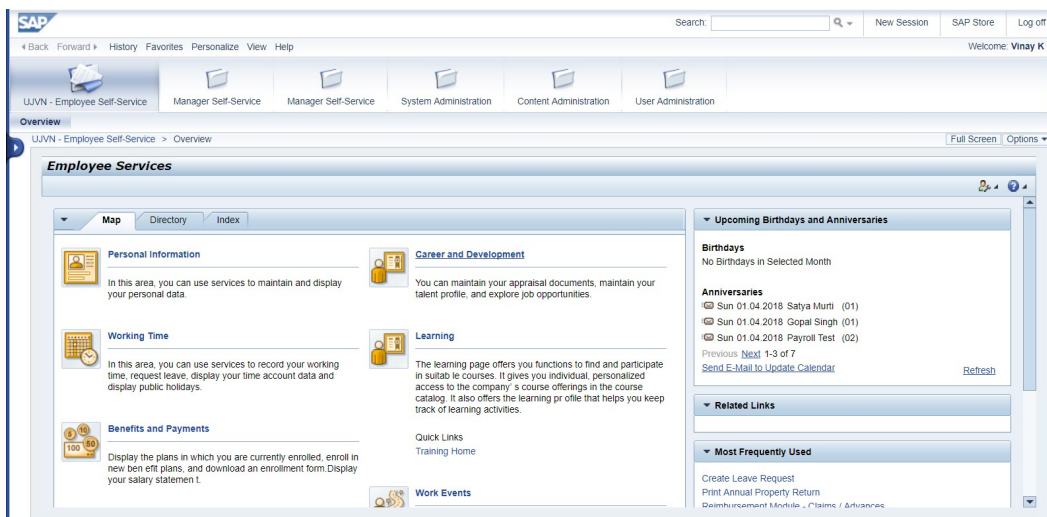 SAP
Search:
New Session
SAP Store
Log off
Back Forward History Favorites Personalize View Help
Welcome: Vinay K
UJVN - Employee Self-Service
Manager Self-Service
Manager Self-Service
System Administration
Content Administration
User Administration
Overview
UJVN - Employee Self-Service > Overview
Full Screen
Options
Employee Services
Map
Directory
Index
Personal Information
In this area, you can use services to maintain and display
your personal data.
Working Time
In this area, you can use services to record your working
time, request leave, display your time account data and
display public holidays.
5 10
100 50
Benefits and Payments
Display the plans in which you are currently enrolled, enroll in
new ben efit plans, and download an enrollment form.Display
your salary statemen t.
Career and Development
You can maintain your appraisal documents, maintain your
talent profile, and explore job opportunities.
Learning
The learning page offers you functions to find and participate
in suitab le courses. It gives you individual, personalized
access to the company' s course offerings in the course
catalog. It also offers the learning pr ofile that helps you keep
track of learning activities.
Quick Links
Training Home
Work Events
Upcoming Birthdays and Anniversaries
Birthdays
No Birthdays in Selected Month
Anniversaries
Sun 01.04.2018 Satya Murti (01)
Sun 01.04.2018 Gopal Singh (01)
Sun 01.04.2018 Payroll Test (02)
Previous Next 1-3 of 7
Send E-Mail to Update Calendar
Refresh
Related Links
Most Frequently Used
Create Leave Request
Print Annual Property Return
Reimbursement Module - Claims / Advances